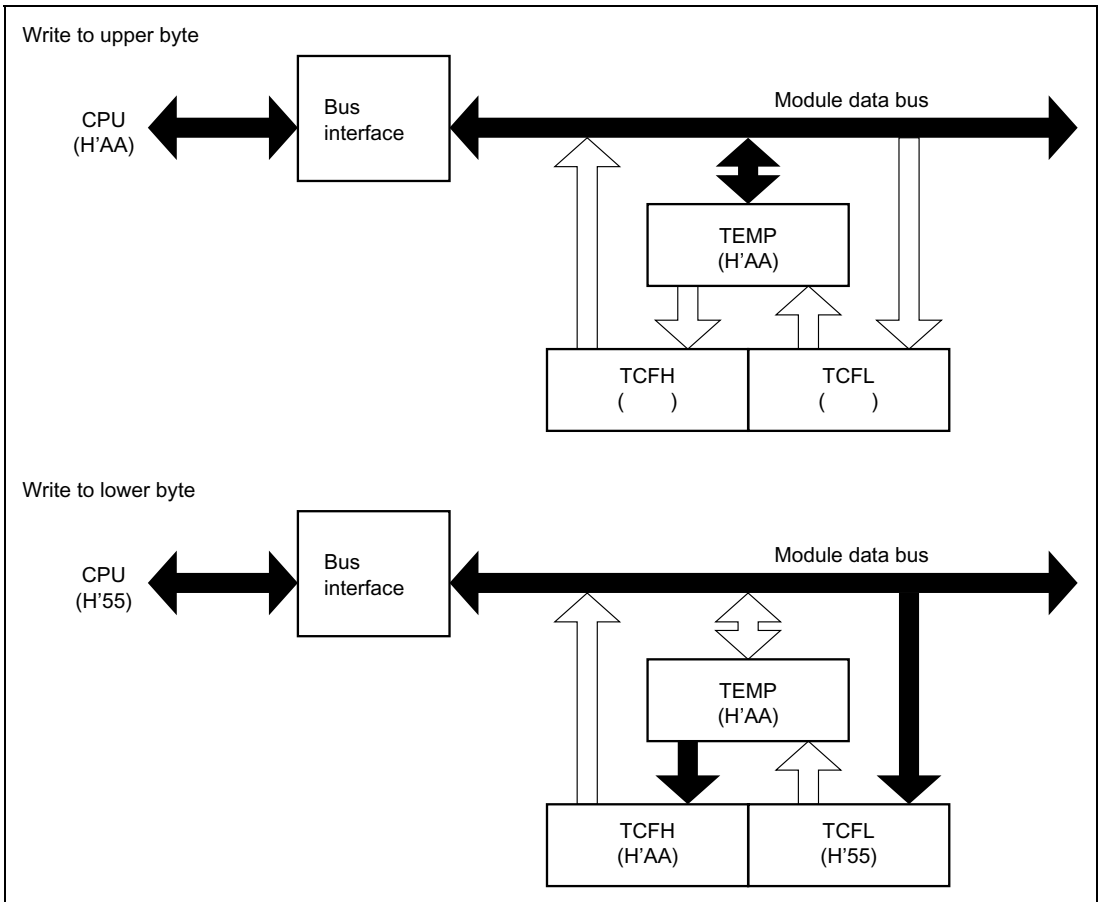 Write to upper byte
CPU
(H’AA)
Bus
interface
Module data bus
TEMP
(H’AA)
TCFH
(      )
TCFL
(      )
Write to lower byte
CPU
(H’55)
Bus
interface
Module data bus
TEMP
(H’AA)
TCFH
(H’AA)
TCFL
(H’55)